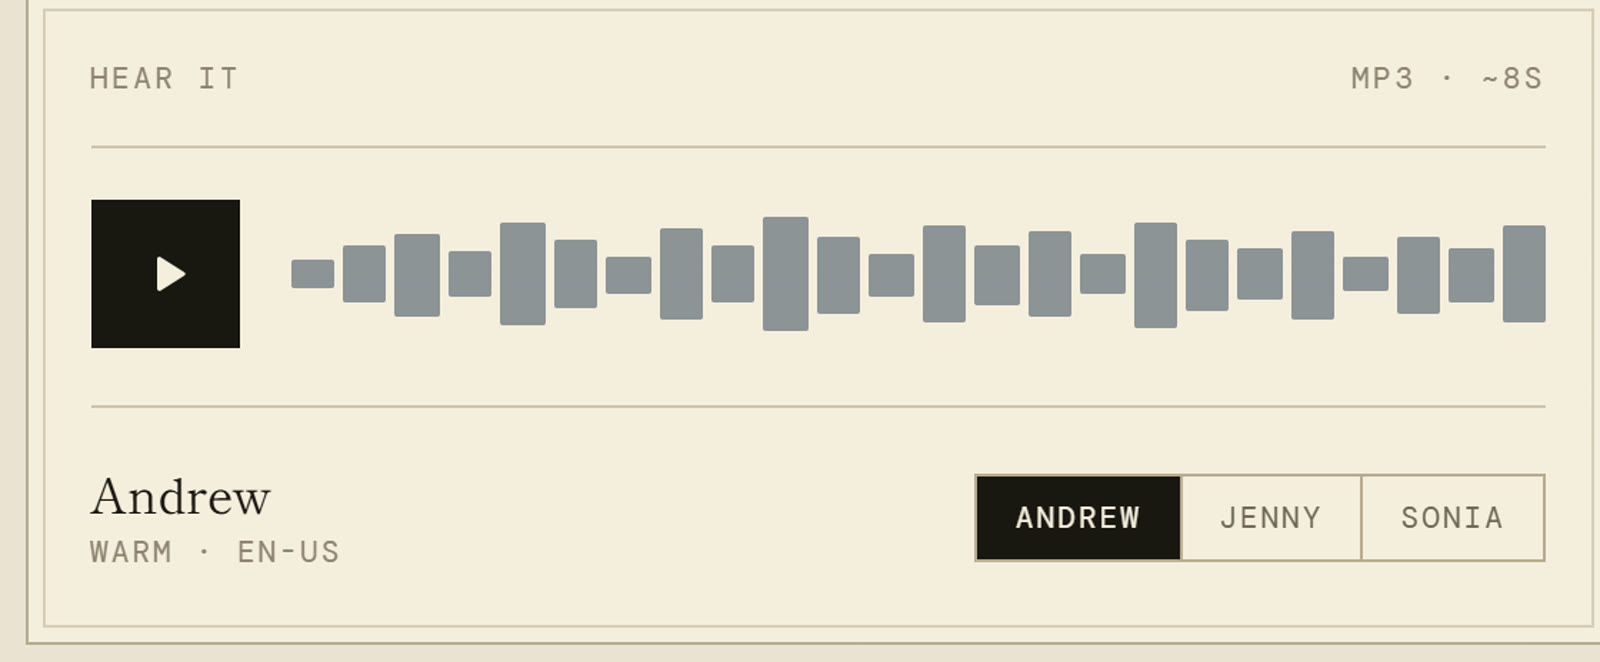 HEAR IT
MP3 · ~8S
Andrew
WARM · EN-US
ANDREW
JENNY
SONIA